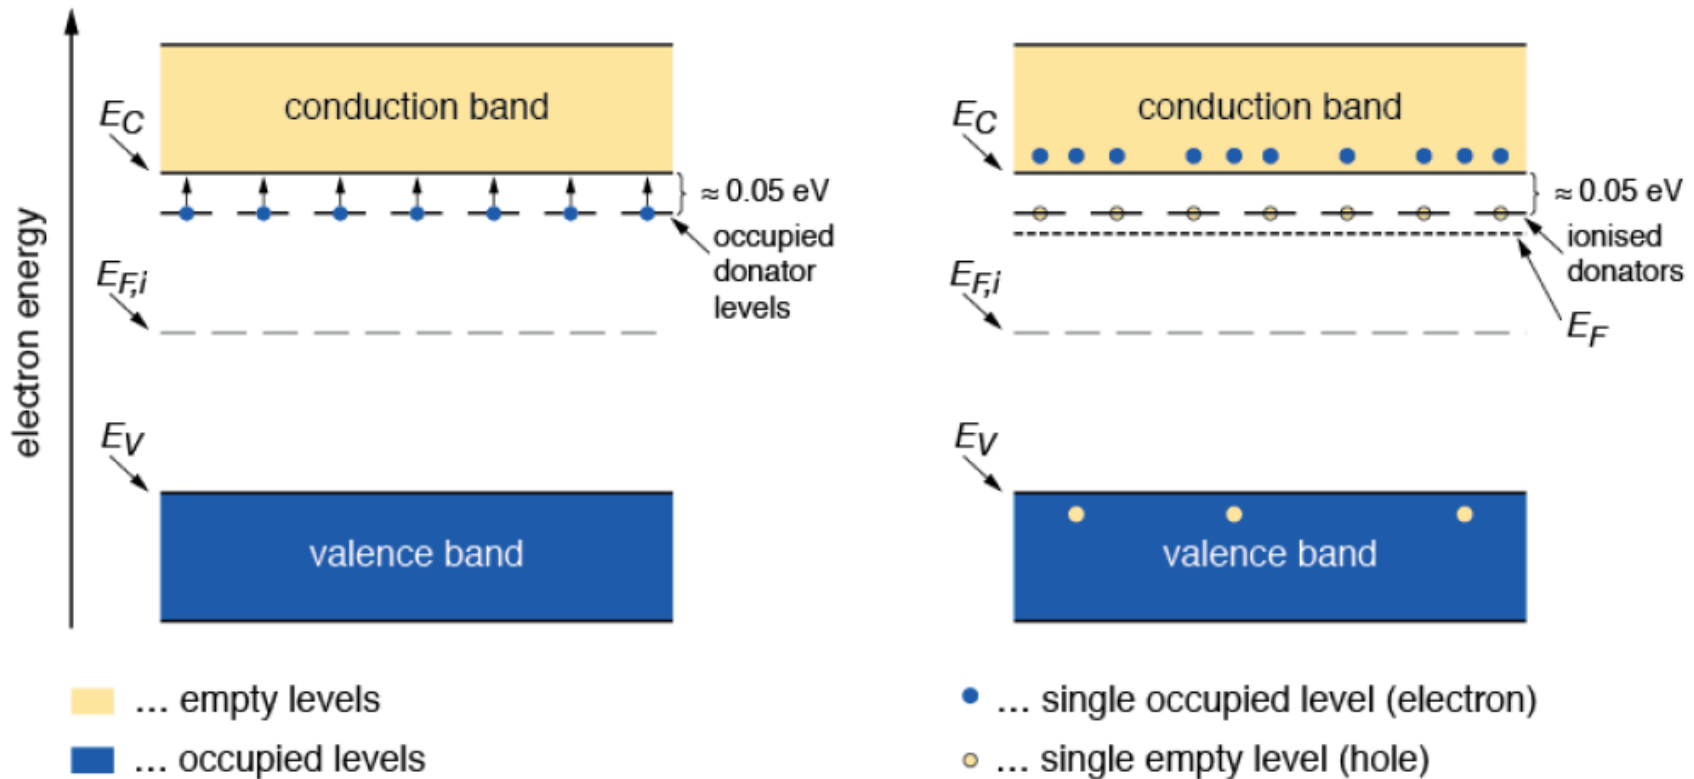 electron energy
conduction band
E_C
≈ 0.05 eV
occupied
donator
levels
E_F,i
E_V
valence band
conduction band
E_C
≈ 0.05 eV
ionised
donators
E_F,i
E_F
E_V
valence band
... empty levels
... occupied levels
... single occupied level (electron)
... single empty level (hole)